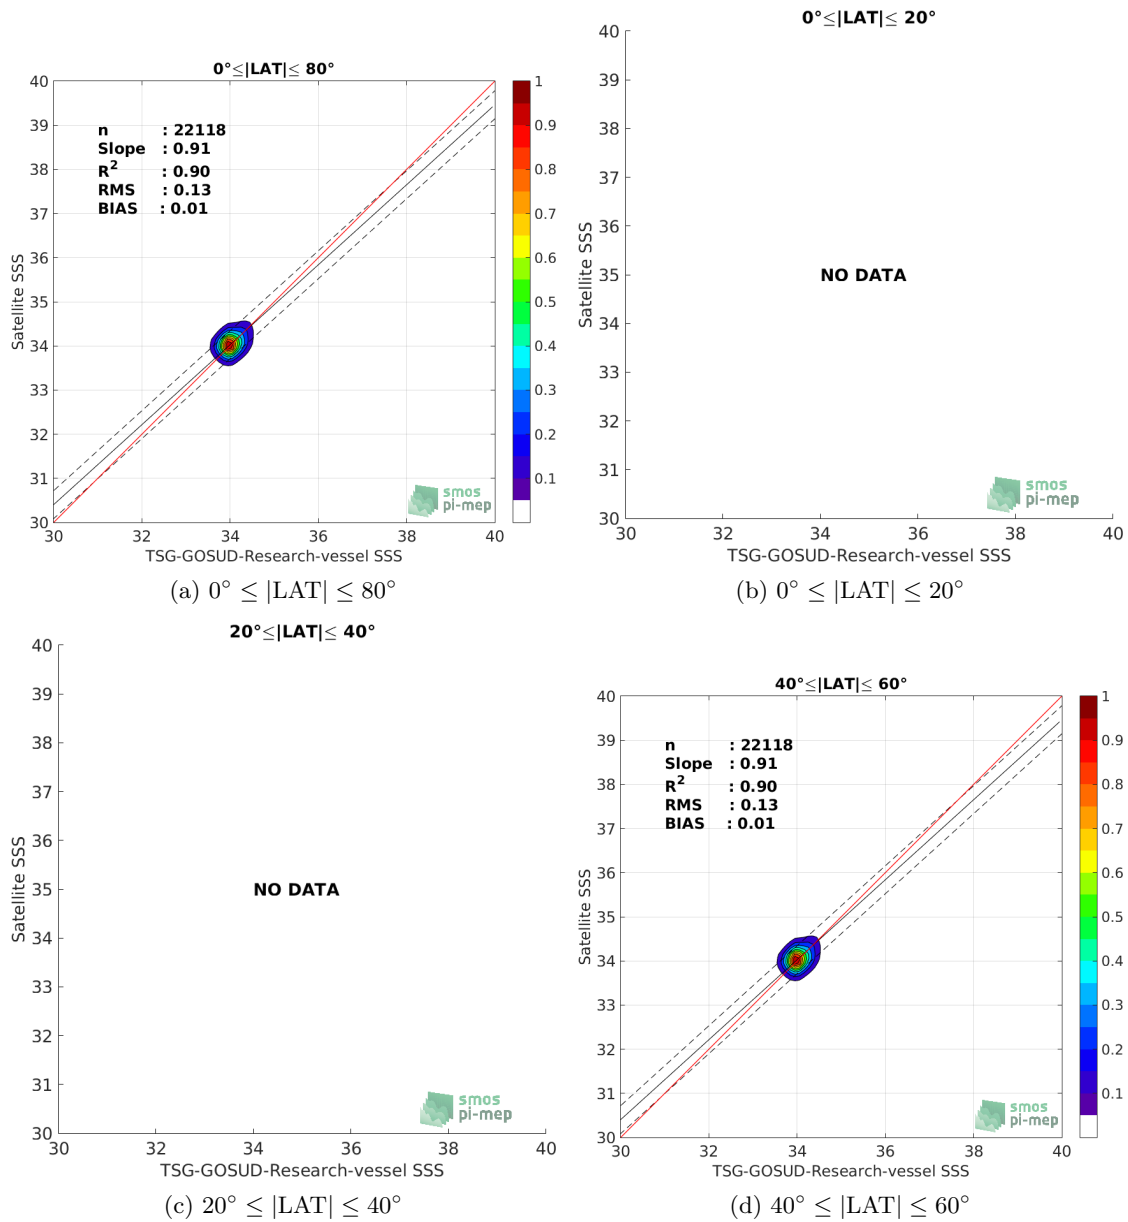 0°≤|LAT|≤ 80°
40
39
38
37
36
35
34
33
32
31
30
Satellite SSS
n : 22118
Slope : 0.91
R² : 0.90
RMS : 0.13
BIAS : 0.01
smos
pi-mep
30 32 34 36 38 40
TSG-GOSUD-Research-vessel SSS
1
0.9
0.8
0.7
0.6
0.5
0.4
0.3
0.2
0.1
(a) 0° ≤ |LAT| ≤ 80°
0°≤|LAT|≤ 20°
40
39
38
37
36
35
34
33
32
31
30
Satellite SSS
NO DATA
smos
pi-mep
30 32 34 36 38 40
TSG-GOSUD-Research-vessel SSS
(b) 0° ≤ |LAT| ≤ 20°
20°≤|LAT|≤ 40°
40
39
38
37
36
35
34
33
32
31
30
Satellite SSS
NO DATA
smos
pi-mep
30 32 34 36 38 40
TSG-GOSUD-Research-vessel SSS
(c) 20° ≤ |LAT| ≤ 40°
40°≤|LAT|≤ 60°
40
39
38
37
36
35
34
33
32
31
30
Satellite SSS
n : 22118
Slope : 0.91
R² : 0.90
RMS : 0.13
BIAS : 0.01
smos
pi-mep
30 32 34 36 38 40
TSG-GOSUD-Research-vessel SSS
1
0.9
0.8
0.7
0.6
0.5
0.4
0.3
0.2
0.1
(d) 40° ≤ |LAT| ≤ 60°